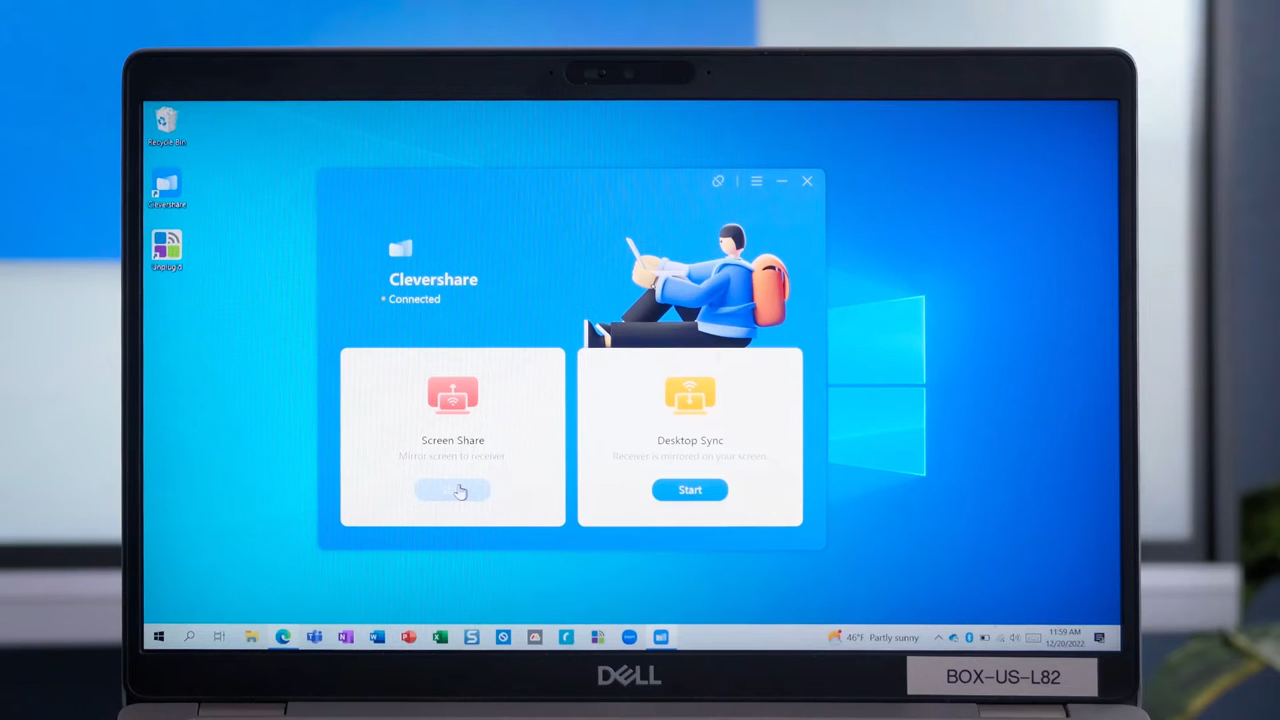 Recycle Bin
Clevershare
Clevershare
Connected
Screen Share
Mirror screen to receiver
Desktop Sync
Receiver is mirrored on your screen.
Start
46°F Partly sunny
11:59 AM
12/20/2022
DELL
BOX-US-L82